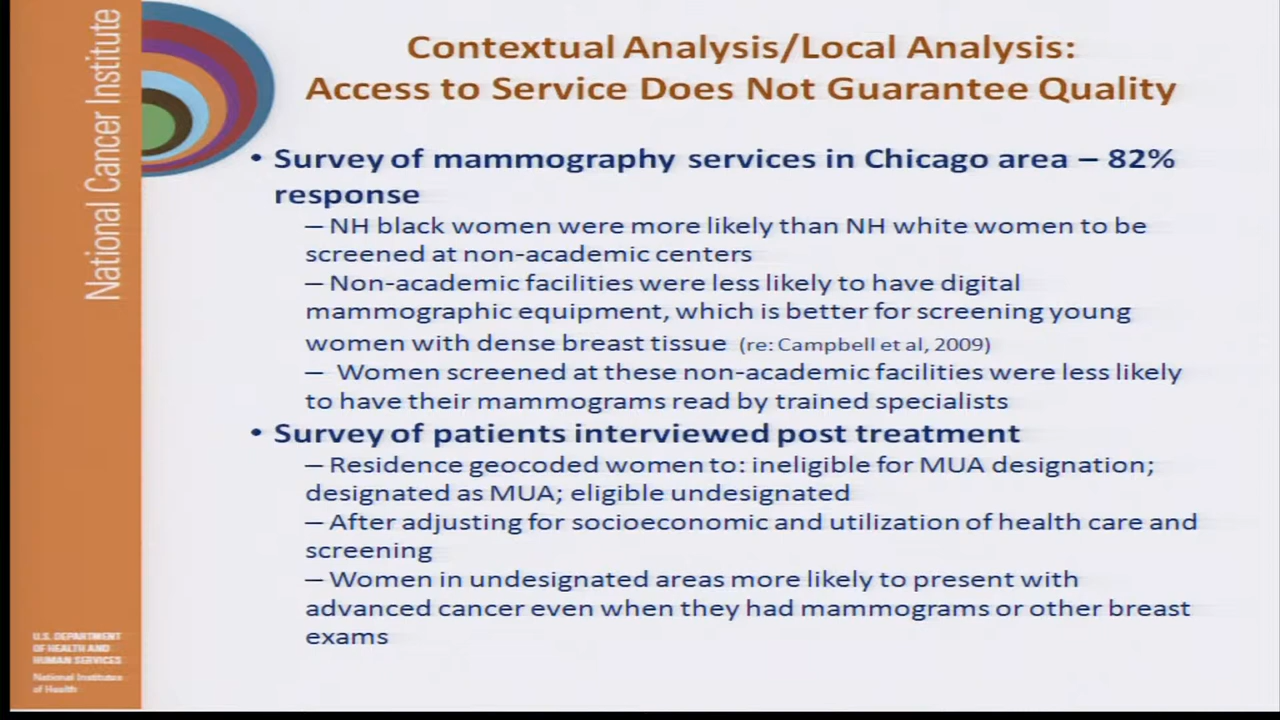 National Cancer Institute
Contextual Analysis/Local Analysis:
Access to Service Does Not Guarantee Quality
• Survey of mammography services in Chicago area – 82%
response
– NH black women were more likely than NH white women to be
screened at non-academic centers
– Non-academic facilities were less likely to have digital
mammographic equipment, which is better for screening young
women with dense breast tissue (re: Campbell et al, 2009)
– Women screened at these non-academic facilities were less likely
to have their mammograms read by trained specialists
• Survey of patients interviewed post treatment
– Residence geocoded women to: ineligible for MUA designation;
designated as MUA; eligible undesignated
– After adjusting for socioeconomic and utilization of health care and
screening
– Women in undesignated areas more likely to present with
advanced cancer even when they had mammograms or other breast
exams
U.S. DEPARTMENT
OF HEALTH AND
HUMAN SERVICES
National Institutes
of Health